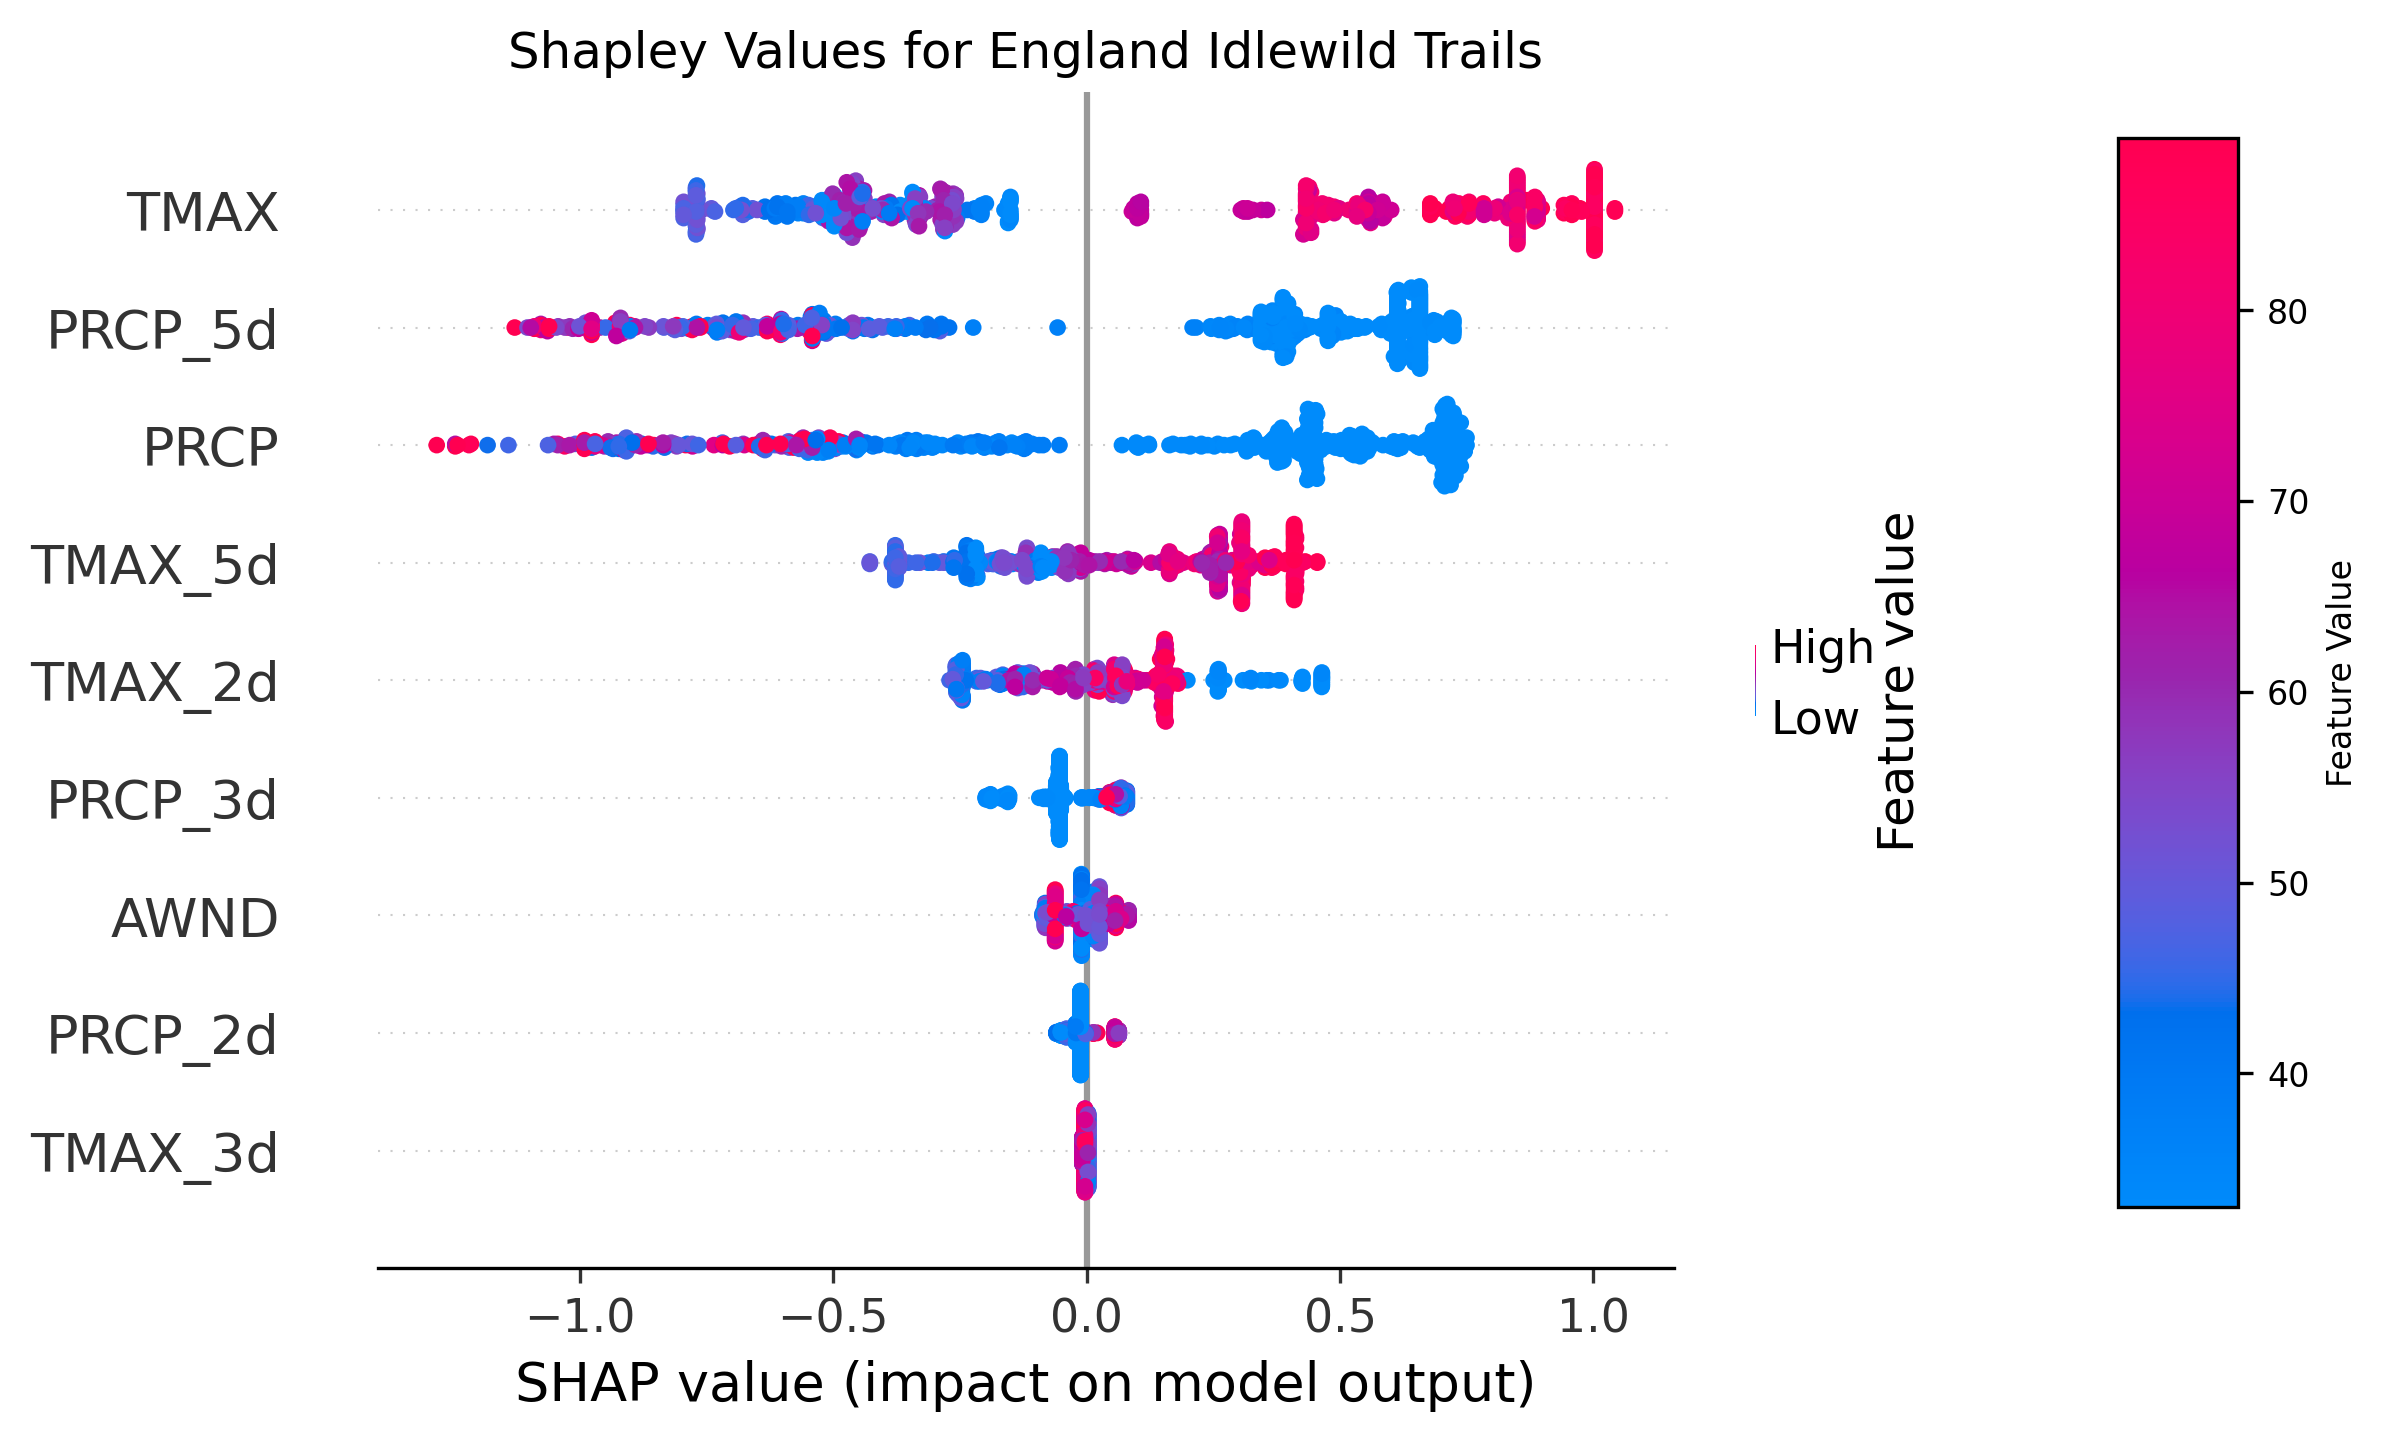 Shapley Values for England Idlewild Trails
TMAX
PRCP_5d
PRCP
TMAX_5d
TMAX_2d
PRCP_3d
AWND
PRCP_2d
TMAX_3d
−1.0 −0.5 0.0 0.5 1.0
SHAP value (impact on model output)
High
Low
Feature value
80
70
60
50
40
Feature Value